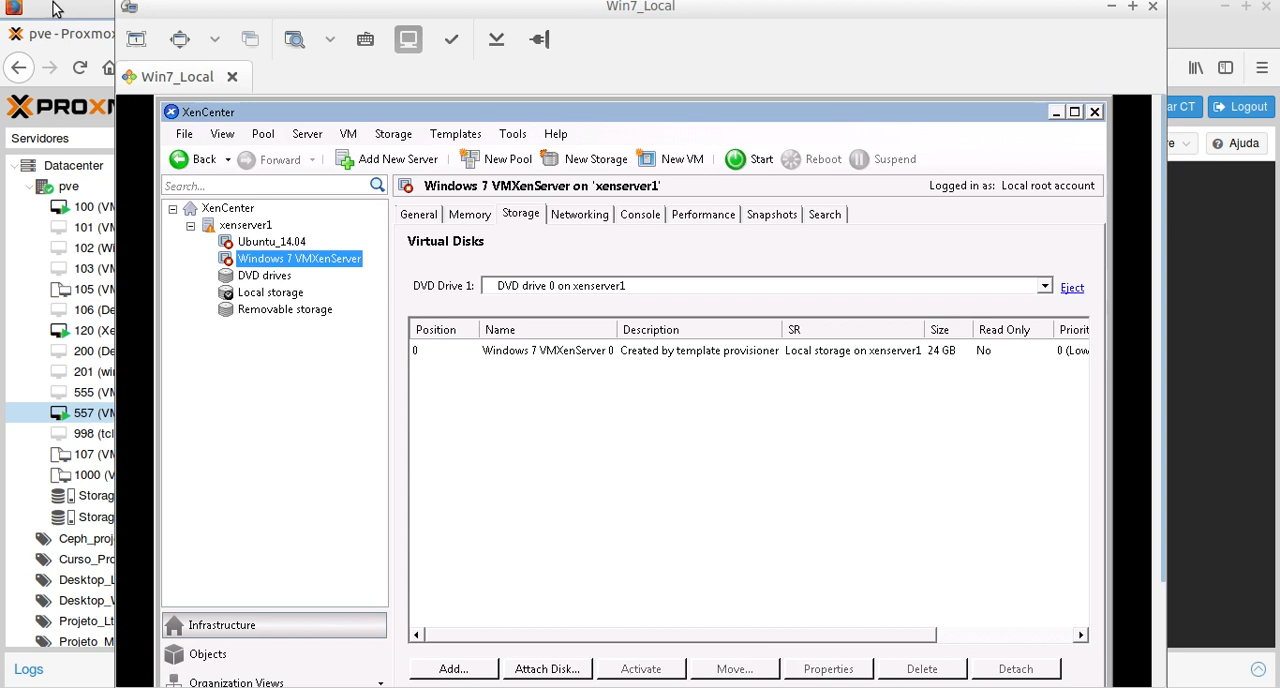 Win7_Local
pve - Proxmox
Win7_Local
PROXM
Servidores
Datacenter
pve
100 (VM
101 (VM
102 (Wi
103 (VM
105 (VM
106 (De
120 (Xe
200 (De
201 (win
555 (VM
557 (VM
998 (tcl
107 (VM
1000 (V
Storag
Storag
Ceph_proj
Curso_Pro
Desktop_L
Desktop_V
Projeto_Lt
Projeto_M
Logs
XenCenter
File View Pool Server VM Storage Templates Tools Help
Back Forward Add New Server New Pool New Storage New VM Start Reboot Suspend
Search...
XenCenter
xenserver1
Ubuntu_14.04
Windows 7 VMXenServer
DVD drives
Local storage
Removable storage
Infrastructure
Objects
Organization Views
Windows 7 VMXenServer on 'xenserver1' Logged in as: Local root account
General Memory Storage Networking Console Performance Snapshots Search
Virtual Disks
DVD Drive 1: DVD drive 0 on xenserver1 Eject
Position Name Description SR Size Read Only Priorit
0 Windows 7 VMXenServer 0 Created by template provisioner Local storage on xenserver1 24 GB No 0 (Low
Add... Attach Disk... Activate Move... Properties Delete Detach
ar CT Logout
e Ajuda